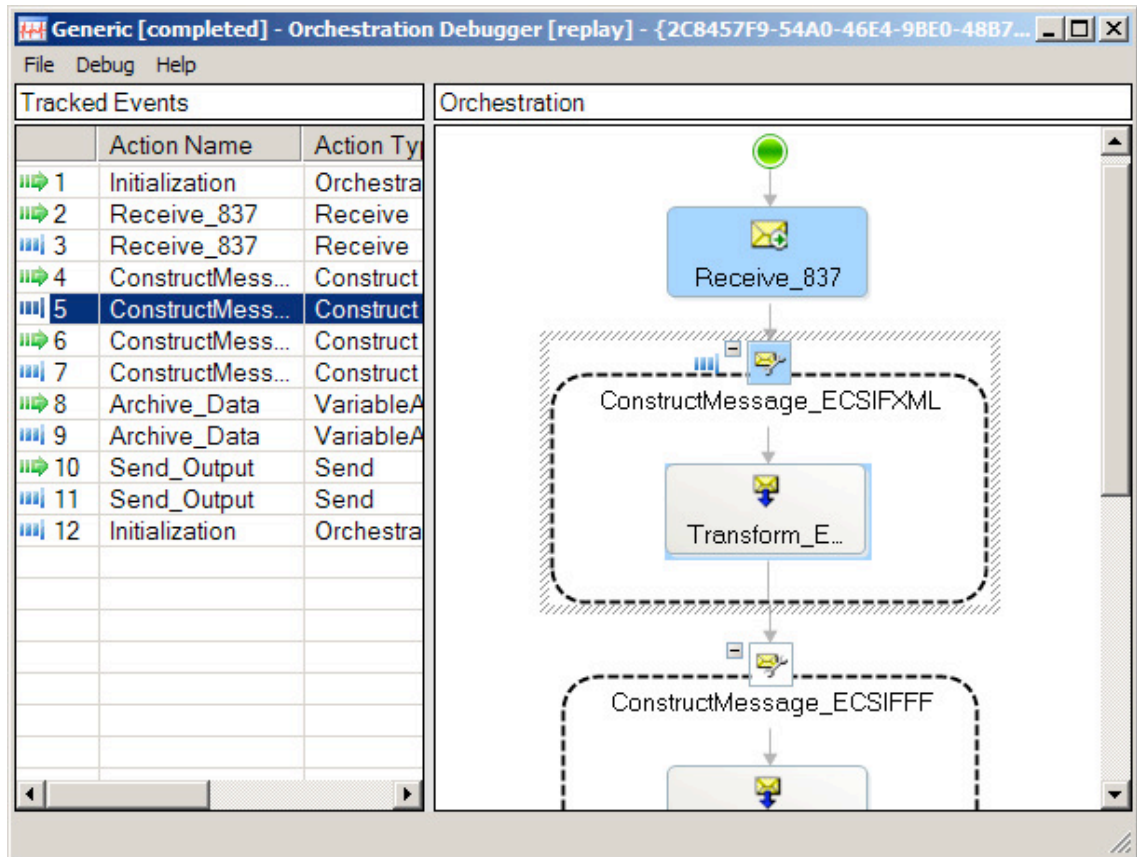 Generic [completed] - Orchestration Debugger [replay] - {2C8457F9-54A0-46E4-9BE0-48B7...
File Debug Help
Tracked Events
Orchestration
Action Name Action Typ
1 Initialization Orchestra
2 Receive_837 Receive
3 Receive_837 Receive
4 ConstructMess... Construct
5 ConstructMess... Construct
6 ConstructMess... Construct
7 ConstructMess... Construct
8 Archive_Data VariableA
9 Archive_Data VariableA
10 Send_Output Send
11 Send_Output Send
12 Initialization Orchestra
Receive_837
ConstructMessage_ECSIFXML
Transform_E...
ConstructMessage_ECSIFFF